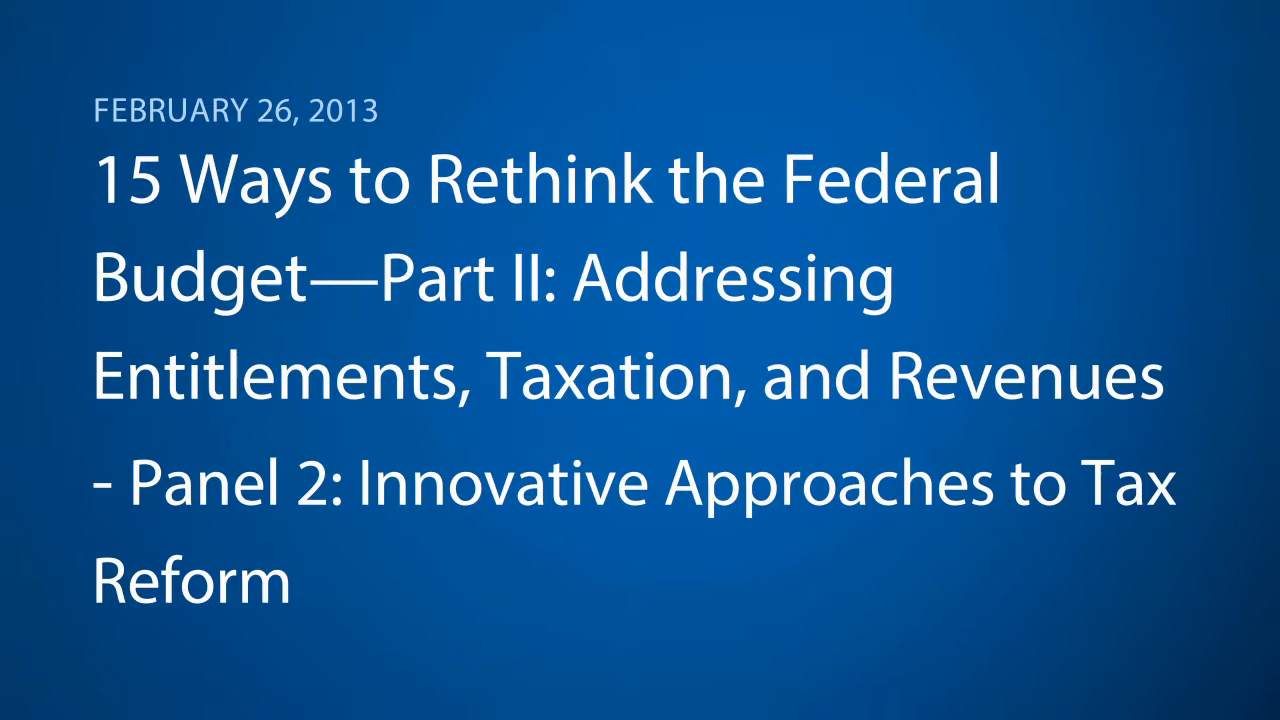 FEBRUARY 26, 2013
15 Ways to Rethink the Federal
Budget—Part II: Addressing
Entitlements, Taxation, and Revenues
- Panel 2: Innovative Approaches to Tax
Reform